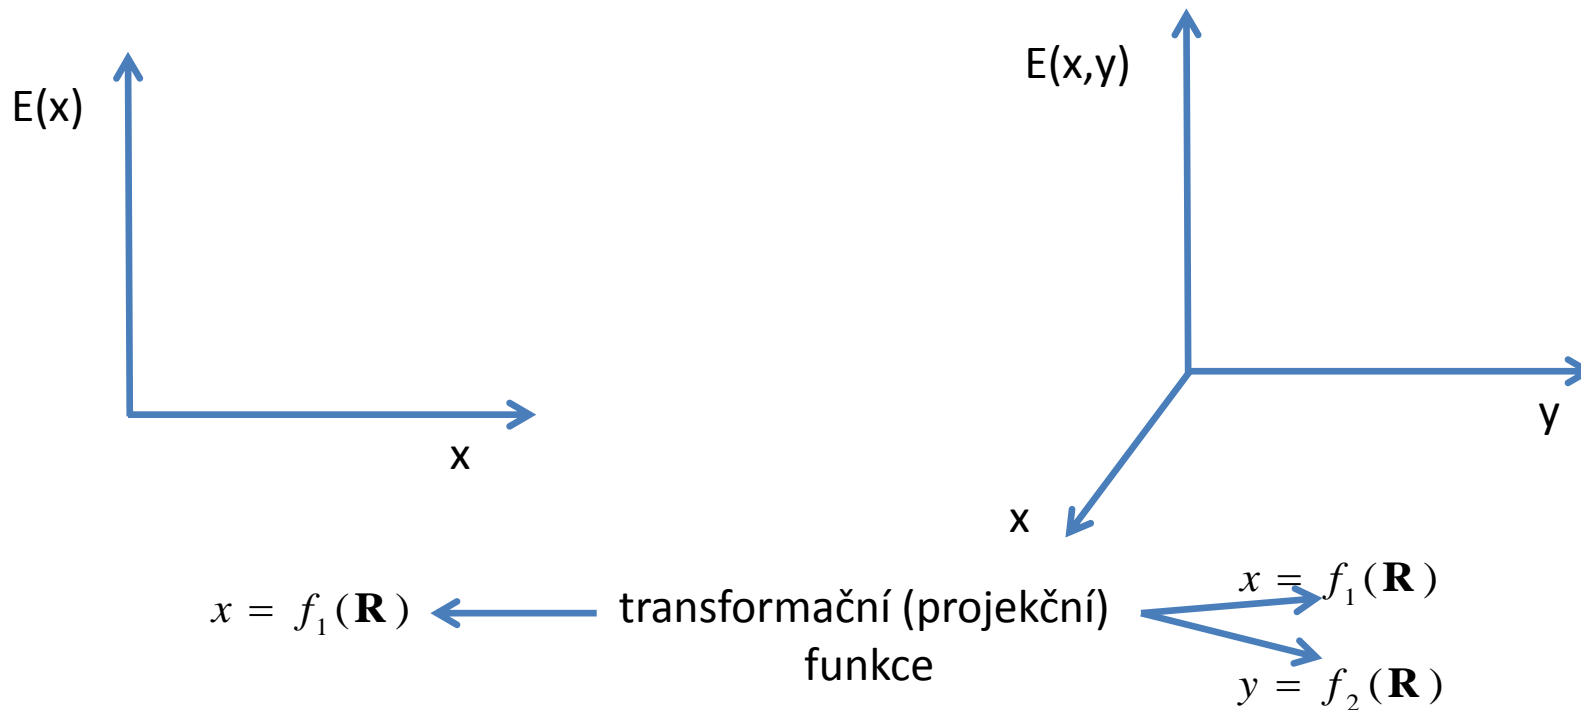 E(x)
x
E(x,y)
y
x
x = f₁(R)
transformační (projekční)
funkce
x = f₁(R)
y = f₂(R)